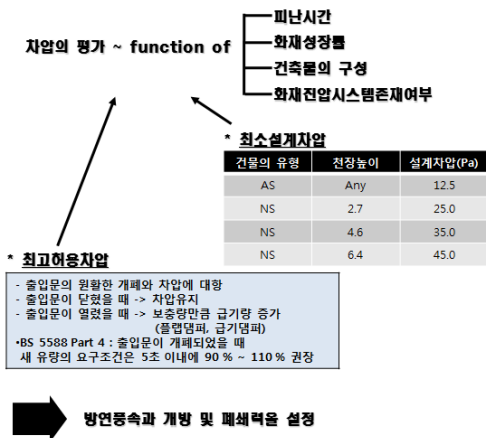 피난시간
차압의 평가 ~ function of
화재성장률
건축물의 구성
화재진압시스템존재여부
* 최소설계차압
건물의 유형 천장높이 설계차압(Pa)
AS Any 12.5
NS 2.7 25.0
NS 4.6 35.0
NS 6.4 45.0
* 최고허용차압
- 출입문의 원활한 개폐와 차압에 대항
- 출입문이 닫혔을 때 -> 차압유지
- 출입문이 열렸을 때 -> 보충량만큼 급기량 증가
(플랩댐퍼, 급기댐퍼)
•BS 5588 Part 4 : 출입문이 개폐되었을 때
새 유량의 요구조건은 5초 이내에 90 % ~ 110 % 권장
방연풍속과 개방 및 폐쇄력을 설정